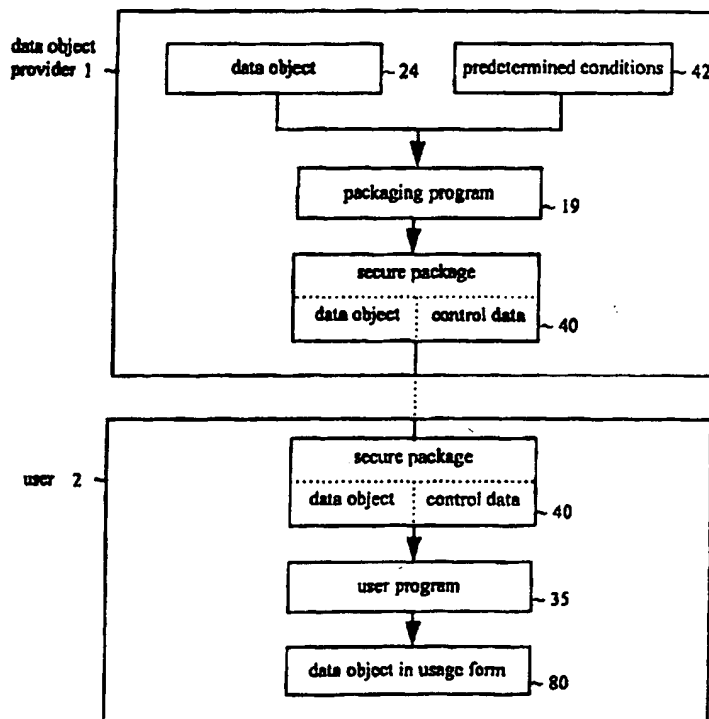 data object
provider 1
data object
~ 24
predetermined conditions
~ 42
packaging program
~ 19
secure package
data object
control data
~ 40
user 2
secure package
data object
control data
~ 40
user program
~ 35
data object in usage form
~ 80